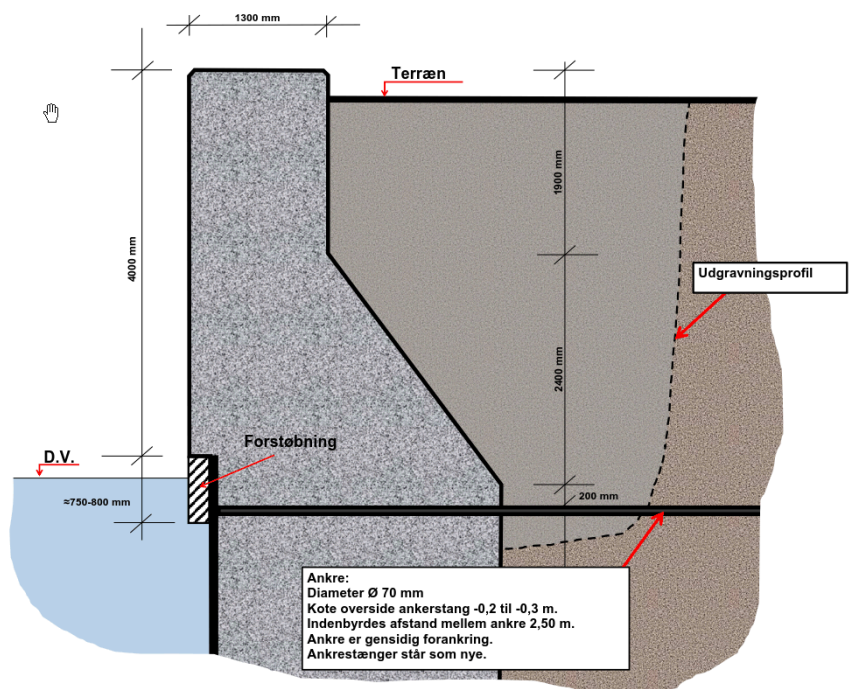 1300 mm
Terræn
4000 mm
1900 mm
Udgravningsprofil
2400 mm
Forstøbning
D.V.
≈750-800 mm
200 mm
Ankre:
Diameter Ø 70 mm
Kote overside ankerstang -0,2 til -0,3 m.
Indenbyrdes afstand mellem ankre 2,50 m.
Ankre er gensidig forankring.
Ankrestænger står som nye.